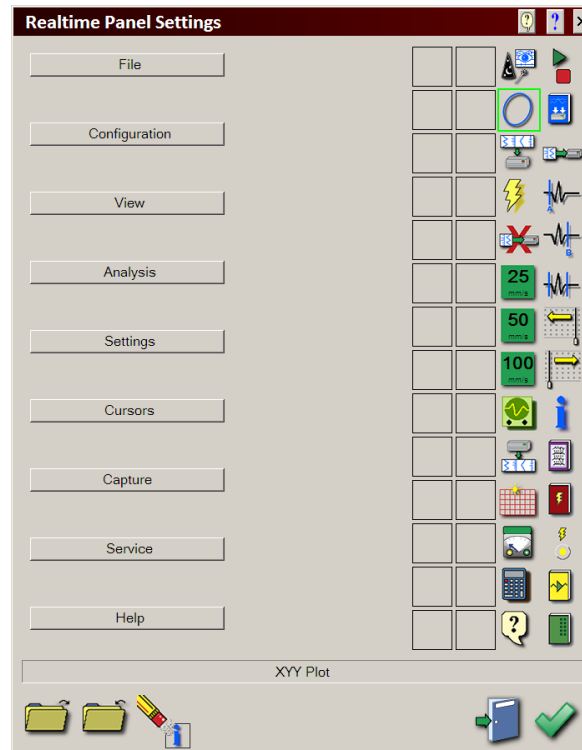 Realtime Panel Settings
File
Configuration
View
A
Analysis
B
25
mm/s
Settings
50
mm/s
100
mm/s
Cursors
Capture
Service
Help
XYY Plot